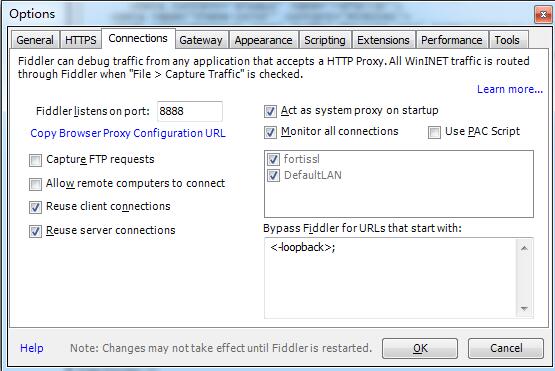 Options
General HTTPS Connections Gateway Appearance Scripting Extensions Performance Tools
Fiddler can debug traffic from any application that accepts a HTTP Proxy. All WinINET traffic is routed
through Fiddler when "File > Capture Traffic" is checked.
Learn more...
Fiddler listens on port: 8888
Copy Browser Proxy Configuration URL
Capture FTP requests
Allow remote computers to connect
Reuse client connections
Reuse server connections
Act as system proxy on startup
Monitor all connections Use PAC Script
fortissl
DefaultLAN
Bypass Fiddler for URLs that start with:
<-loopback>;
Help Note: Changes may not take effect until Fiddler is restarted. OK Cancel